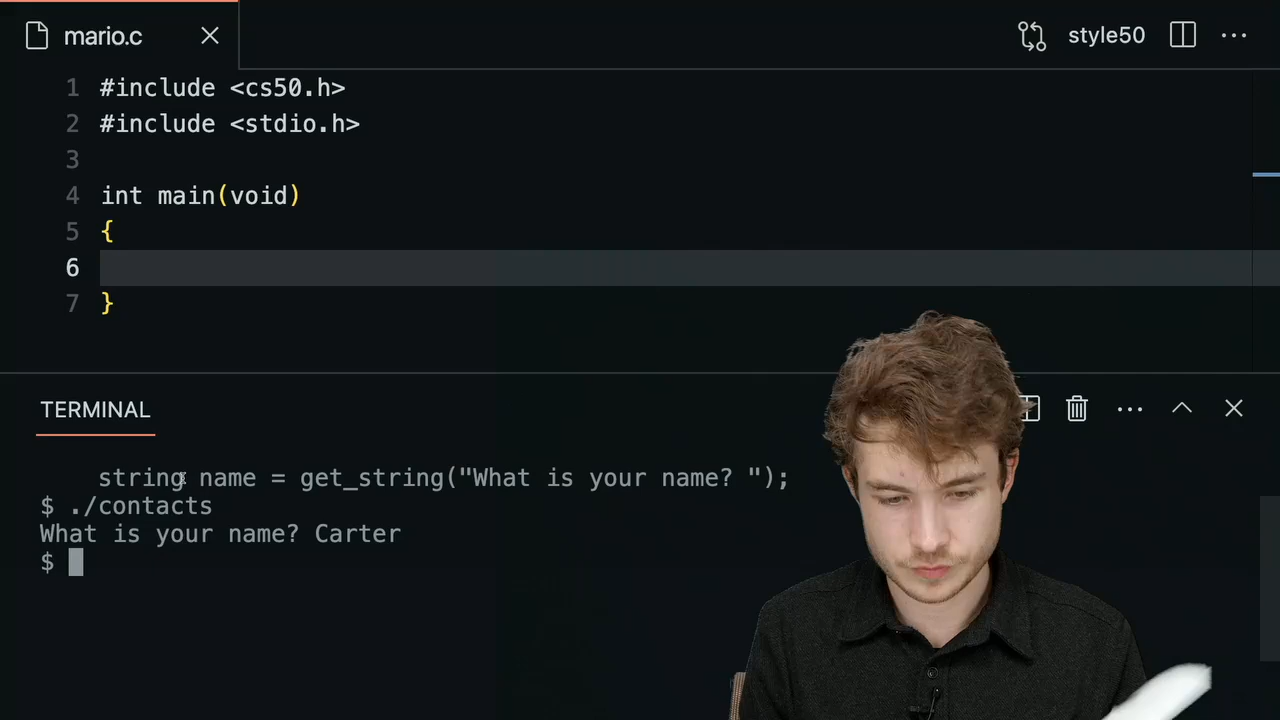 mario.c
style50
1 #include <cs50.h>
2 #include <stdio.h>
3
4 int main(void)
5 {
6
7 }
TERMINAL
string name = get_string("What is your name? ");
$ ./contacts
What is your name? Carter
$